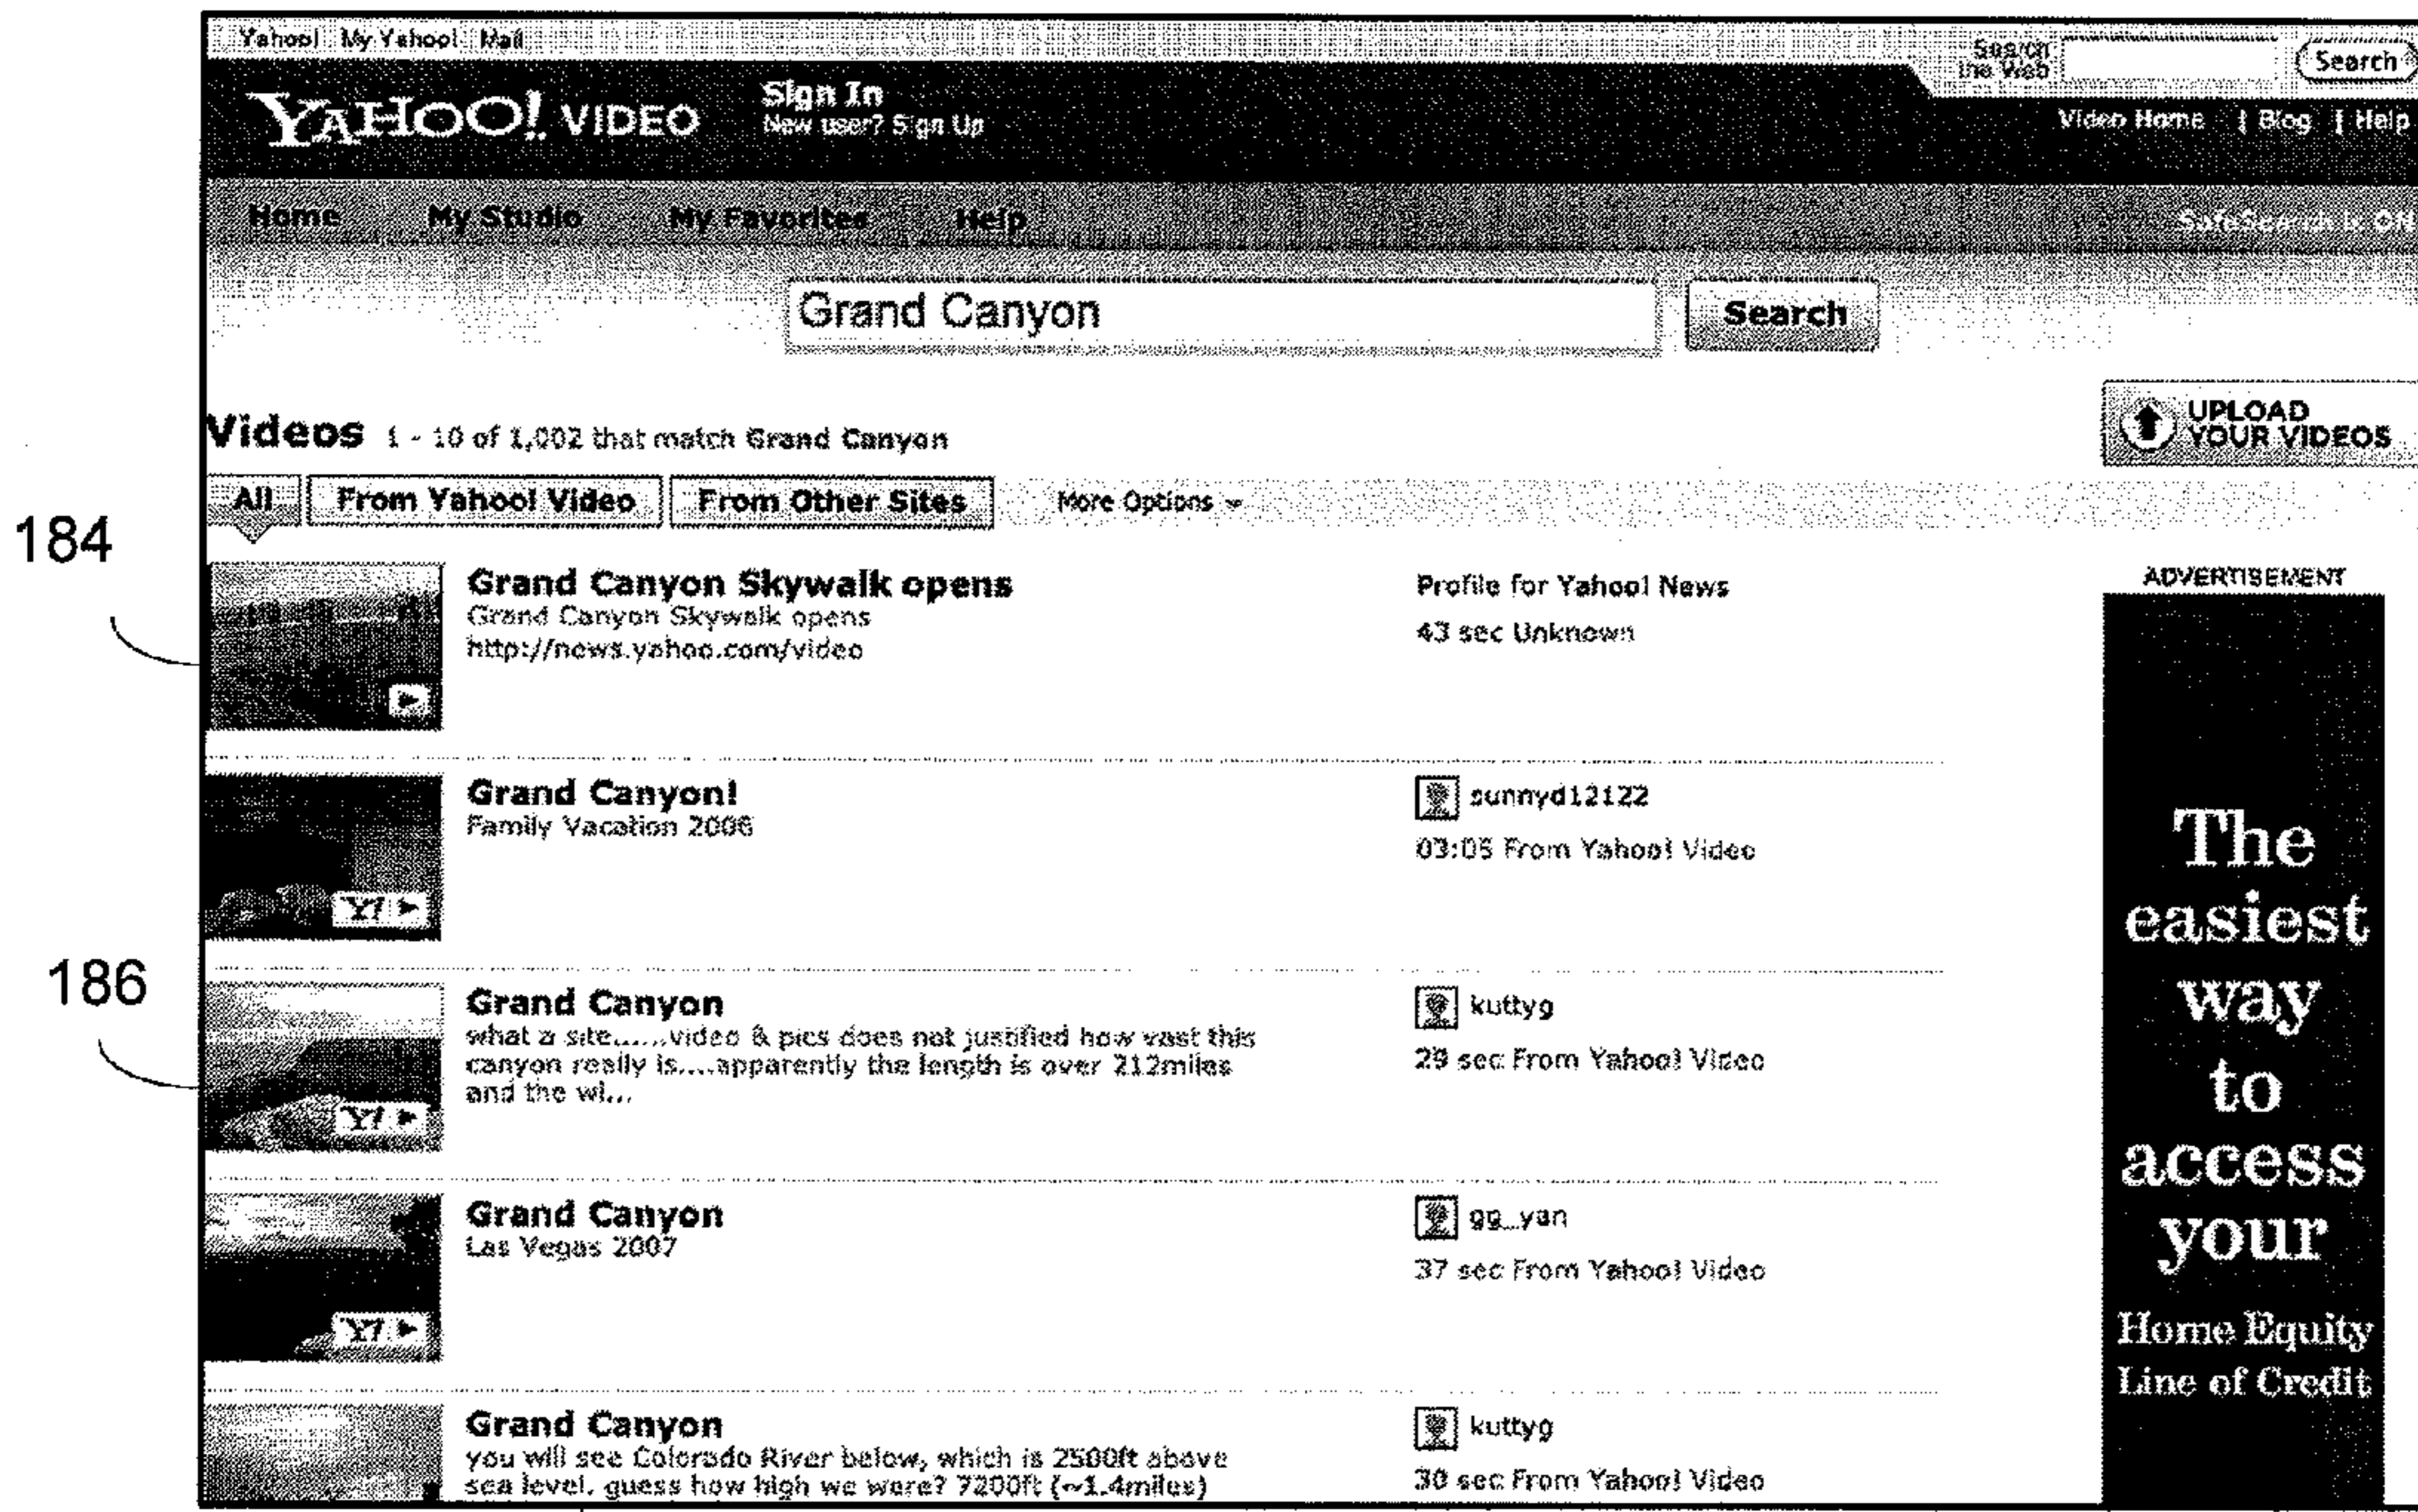 Yahoo! My Yahoo! Mail
Search the Web
Search
YAHOO! VIDEO
Sign In
New user? Sign Up
Video Home | Blog | Help
Home My Studio My Favorites Help
SafeSearch is ON
Grand Canyon
Search
Videos 1 - 10 of 1,002 that match Grand Canyon
UPLOAD
YOUR VIDEOS
All From Yahoo! Video From Other Sites More Options
184
Grand Canyon Skywalk opens
Grand Canyon Skywalk opens
http://news.yahoo.com/video
Profile for Yahoo! News
43 sec Unknown
ADVERTISEMENT
Grand Canyon!
Family Vacation 2006
Y!
sunnyd12122
03:05 From Yahoo! Video
186
Grand Canyon
what a site......video & pics does not justified how vast this
canyon really is....apparently the length is over 212miles
and the wi...
Y!
kuttyg
29 sec From Yahoo! Video
Grand Canyon
Las Vegas 2007
Y!
gg_yan
37 sec From Yahoo! Video
Grand Canyon
you will see Colorado River below, which is 2500ft above
sea level. guess how high we were? 7200ft (~1.4miles)
kuttyg
30 sec From Yahoo! Video
The
easiest
way
to
access
your
Home Equity
Line of Credit